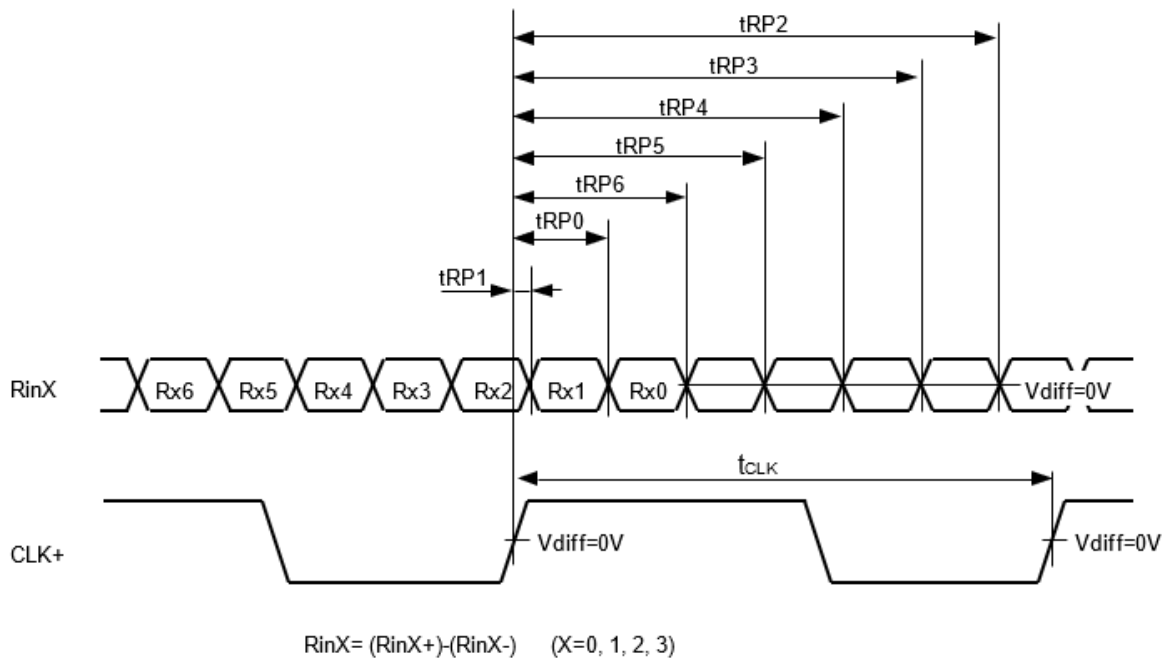 tRP2
tRP3
tRP4
tRP5
tRP6
tRP0
tRP1
RinX Rx6 Rx5 Rx4 Rx3 Rx2 Rx1 Rx0 Vdiff=0V
tCLK
CLK+ Vdiff=0V Vdiff=0V
RinX= (RinX+)-(RinX-) (X=0, 1, 2, 3)